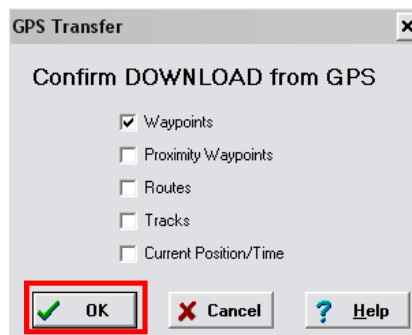 GPS Transfer
Confirm DOWNLOAD from GPS
Waypoints
Proximity Waypoints
Routes
Tracks
Current Position/Time
OK Cancel ? Help